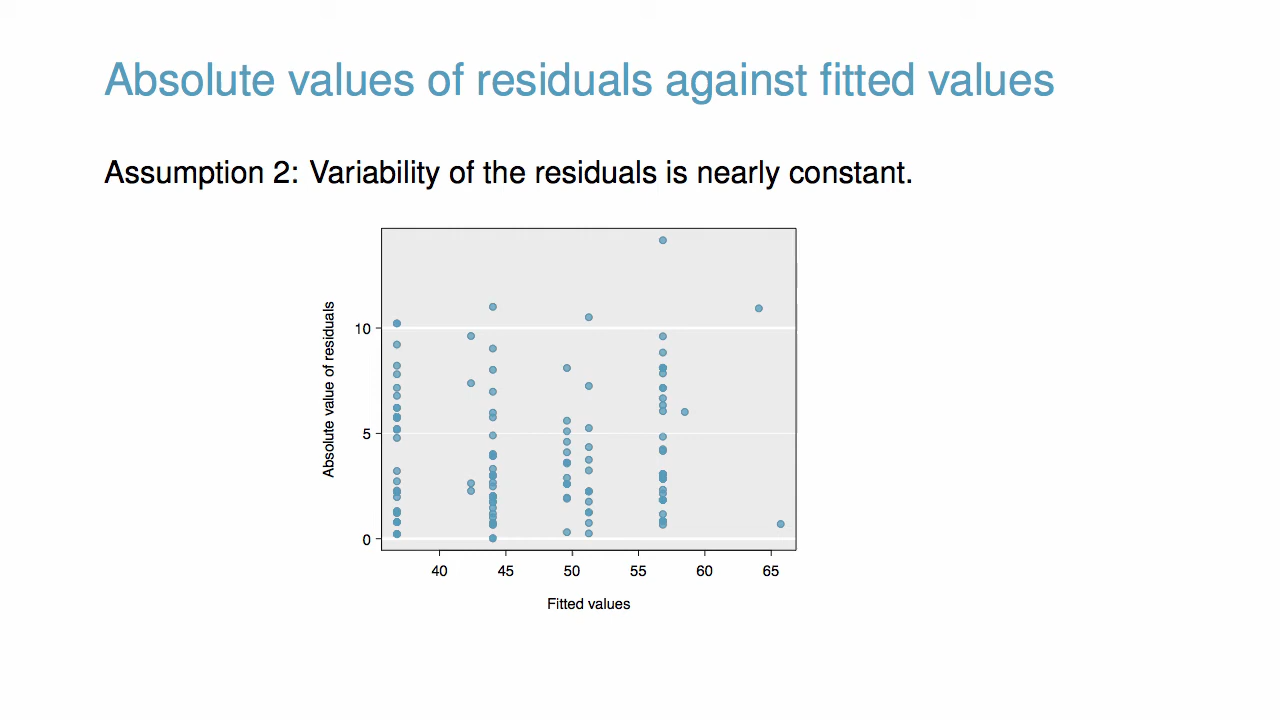 Absolute values of residuals against fitted values
Assumption 2: Variability of the residuals is nearly constant.
Absolute value of residuals
10
5
0
40 45 50 55 60 65
Fitted values